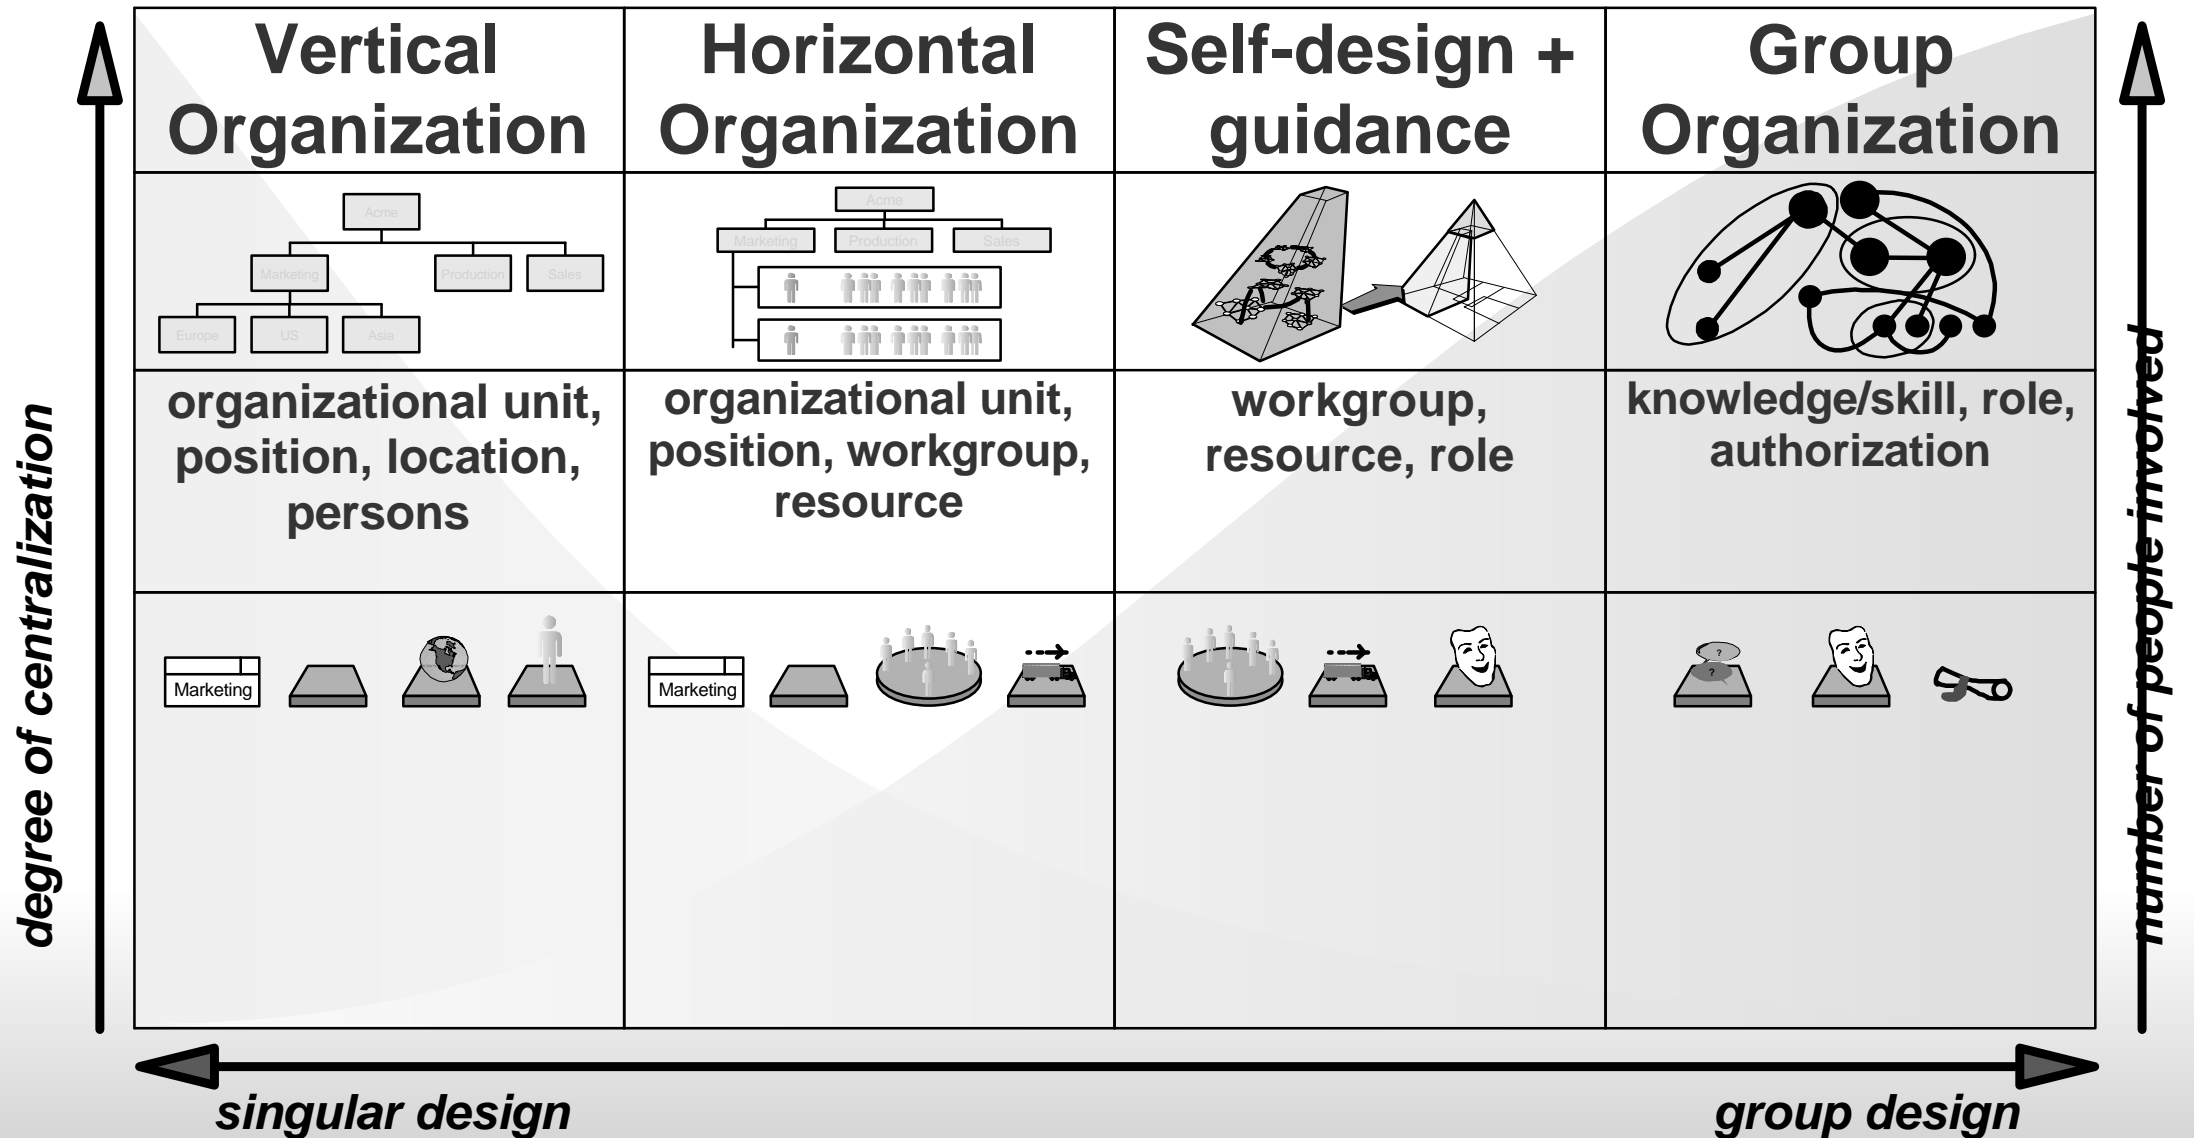 Vertical
Organization
Horizontal
Organization
Self-design +
guidance
Group
Organization
Acme
Marketing
Production
Sales
Europe
US
Asia
Acme
Marketing
Production
Sales
organizational unit,
position, location,
persons
organizational unit,
position, workgroup,
resource
workgroup,
resource, role
knowledge/skill, role,
authorization
Marketing
Marketing
?
?
degree of centralization
number of people involved
singular design
group design